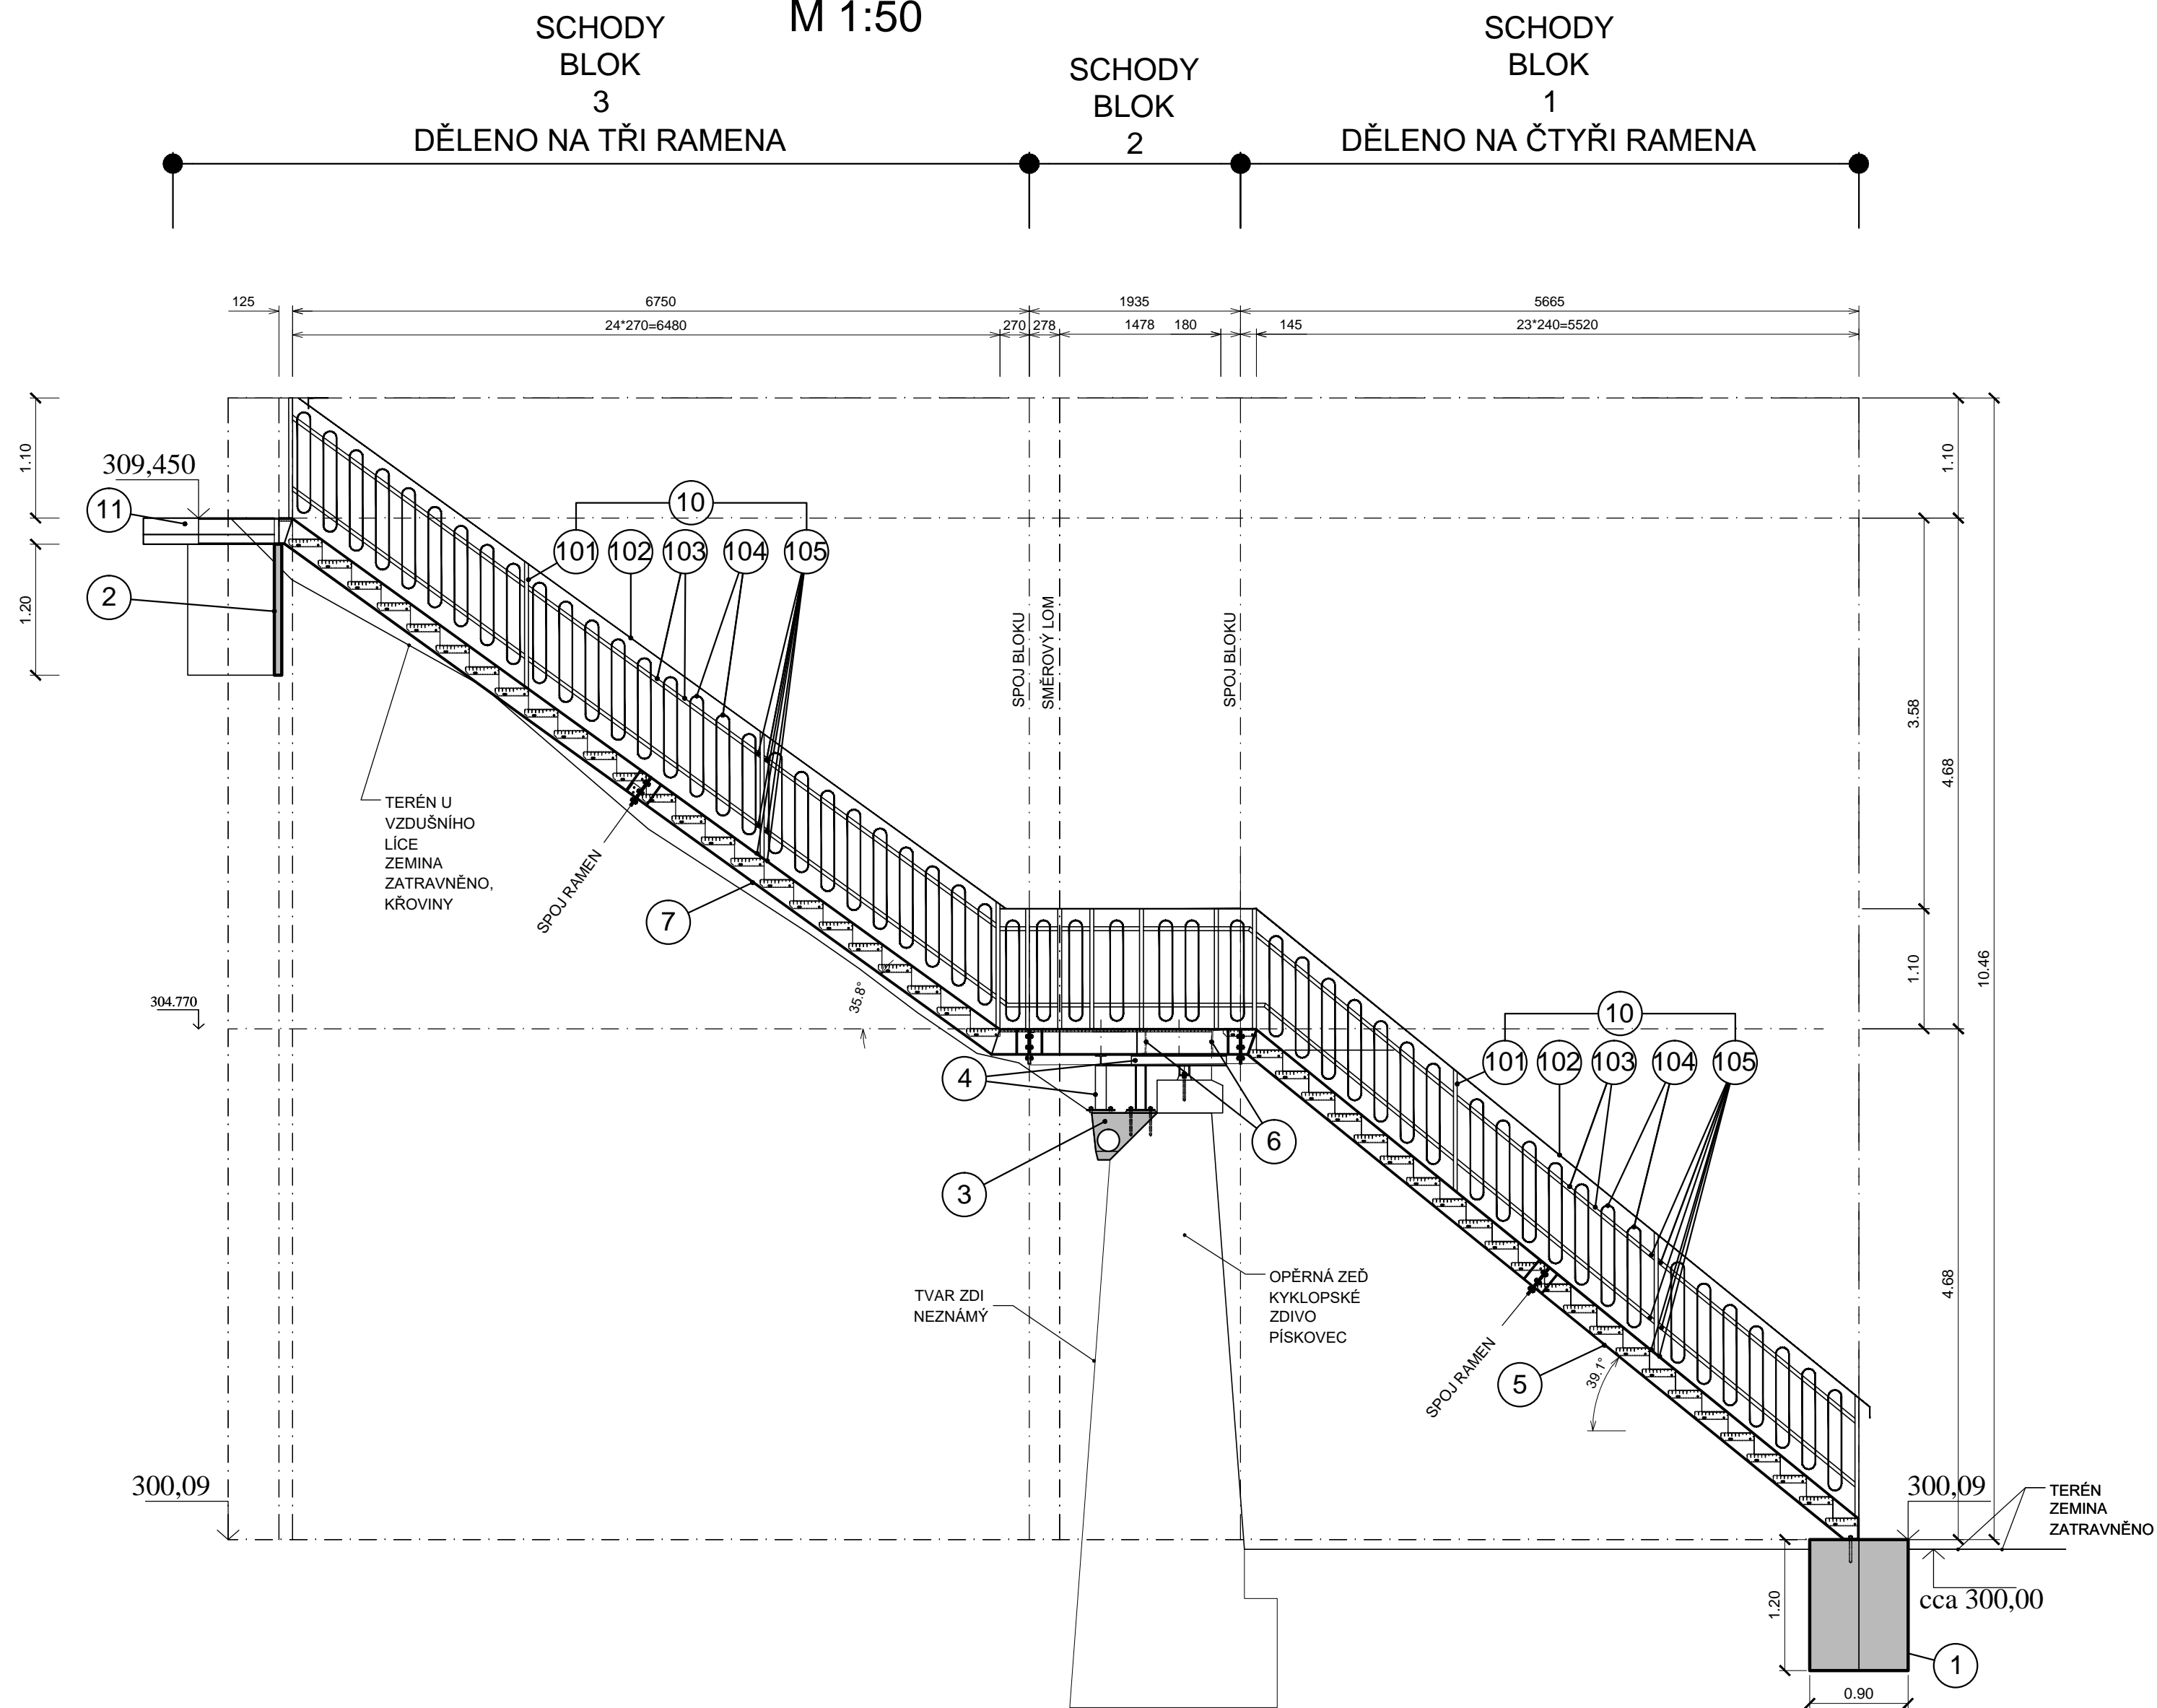 M 1:50
SCHODY
BLOK
3
DĚLENO NA TŘI RAMENA
SCHODY
BLOK
2
SCHODY
BLOK
1
DĚLENO NA ČTYŘI RAMENA
125
6750
1935
5665
24*270=6480
270
278
1478
180
145
23*240=5520
1.10
309,450
11
2
1.20
10
101
102
103
104
105
SPOJ BLOKU
SMĚROVÝ LOM
SPOJ BLOKU
1.10
3.58
4.68
1.10
10.46
4.68
TERÉN U
VZDUŠNÍHO
LÍCE
ZEMINA
ZATRAVNĚNO,
KŘOVINY
SPOJ RAMEN
7
35.8°
304.770
4
3
6
10
101
102
103
104
105
TVAR ZDI
NEZNÁMÝ
OPĚRNÁ ZEĎ
KYKLOPSKÉ
ZDIVO
PÍSKOVEC
SPOJ RAMEN
5
39.1°
300,09
300,09
TERÉN
ZEMINA
ZATRAVNĚNO
cca 300,00
1.20
1
0.90